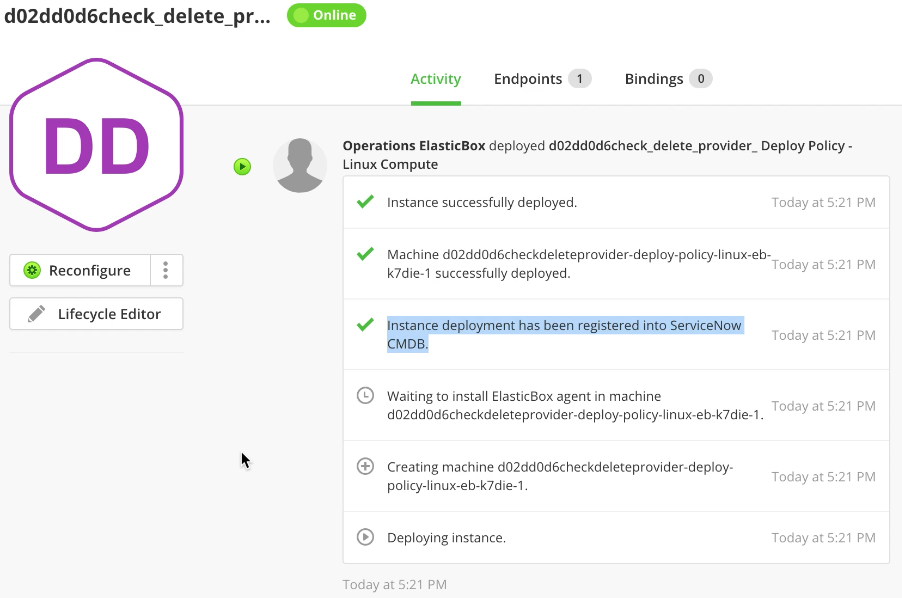 d02dd0d6check_delete_pr...
Online
Activity
Endpoints 1
Bindings 0
DD
Reconfigure
Lifecycle Editor
Operations ElasticBox deployed d02dd0d6check_delete_provider_ Deploy Policy -
Linux Compute
Instance successfully deployed.
Today at 5:21 PM
Machine d02dd0d6checkdeleteprovider-deploy-policy-linux-eb-
k7die-1 successfully deployed.
Today at 5:21 PM
Instance deployment has been registered into ServiceNow
CMDB.
Today at 5:21 PM
Waiting to install ElasticBox agent in machine
d02dd0d6checkdeleteprovider-deploy-policy-linux-eb-k7die-1.
Today at 5:21 PM
Creating machine d02dd0d6checkdeleteprovider-deploy-
policy-linux-eb-k7die-1.
Today at 5:21 PM
Deploying instance.
Today at 5:21 PM
Today at 5:21 PM